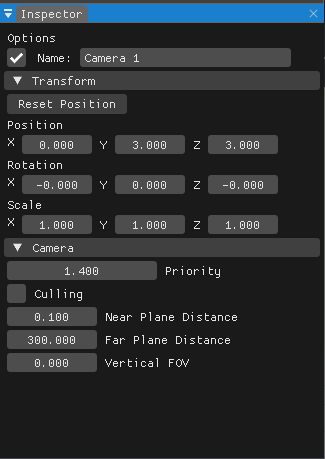 Inspector
Options
Name: Camera 1
Transform
Reset Position
Position
X 0.000 Y 3.000 Z 3.000
Rotation
X -0.000 Y 0.000 Z -0.000
Scale
X 1.000 Y 1.000 Z 1.000
Camera
1.400 Priority
Culling
0.100 Near Plane Distance
300.000 Far Plane Distance
0.000 Vertical FOV